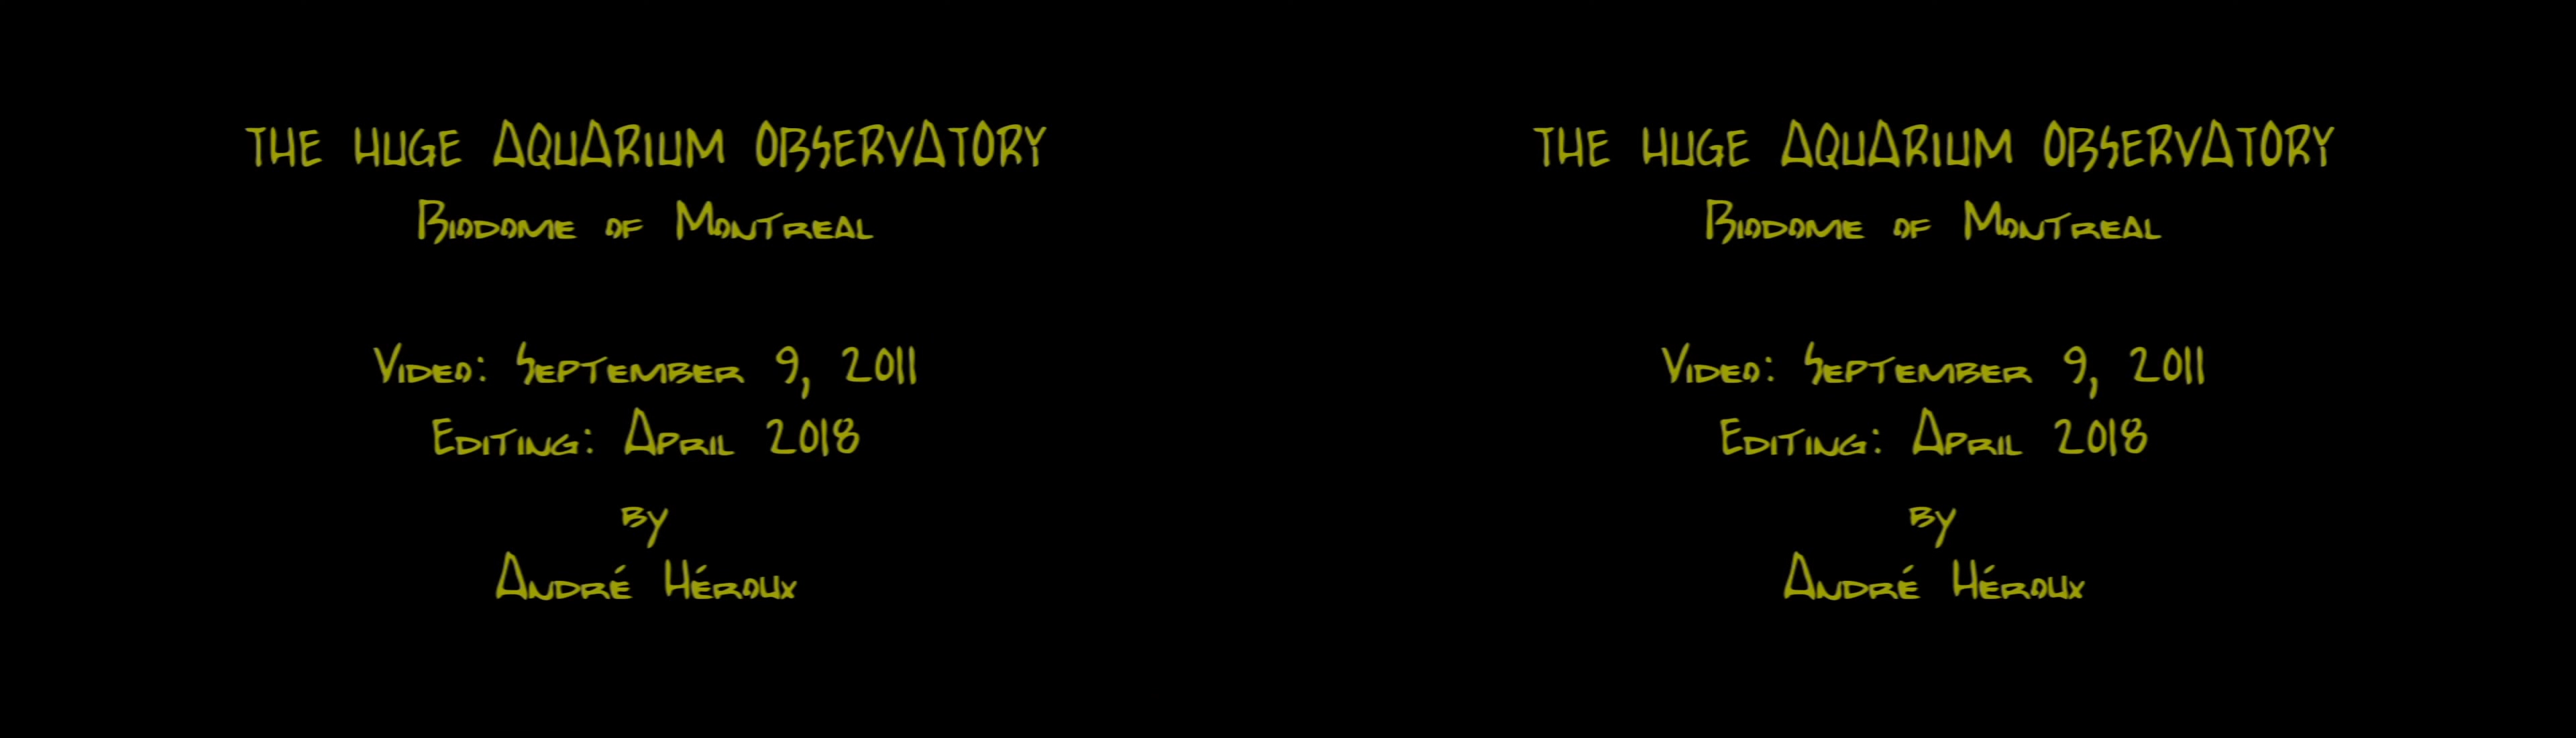 THE HUGE AQUARIUM OBSERVATORY
Biodome of Montreal
Video: September 9, 2011
Editing: April 2018
by
André Héroux
THE HUGE AQUARIUM OBSERVATORY
Biodome of Montreal
Video: September 9, 2011
Editing: April 2018
by
André Héroux